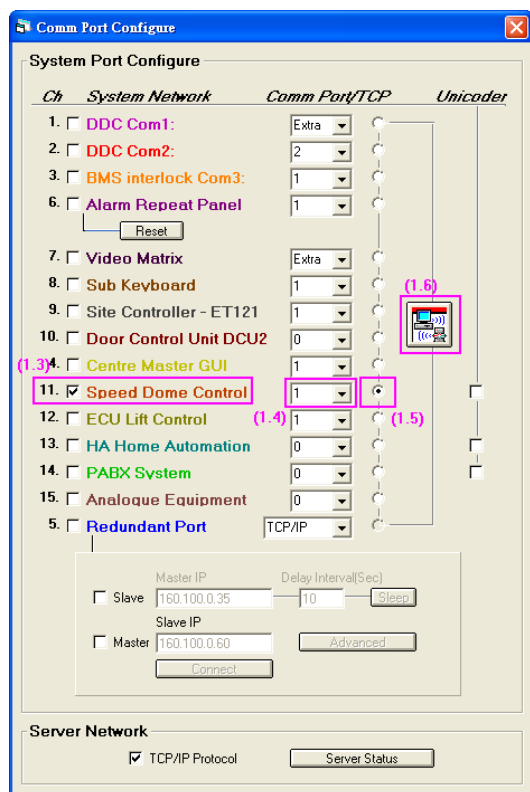 Comm Port Configure
System Port Configure
Ch System Network Comm Port/TCP Unicoder
1. DDC Com1: Extra
2. DDC Com2: 2
3. BMS interlock Com3: 1
6. Alarm Repeat Panel 1
Reset
7. Video Matrix Extra
(1.6)
8. Sub Keyboard 1
9. Site Controller - ET121 1
10. Door Control Unit DCU2 0
(1.3) 4. Centre Master GUI 1
11. Speed Dome Control 1
12. ECU Lift Control (1.4) 1 (1.5)
13. HA Home Automation 0
14. PABX System 0
15. Analogue Equipment 0
5. Redundant Port TCP/IP
Master IP Delay Interval(Sec)
Slave 160.100.0.35 10 Sleep
Slave IP
Master 160.100.0.60 Advanced
Connect
Server Network
TCP/IP Protocol Server Status